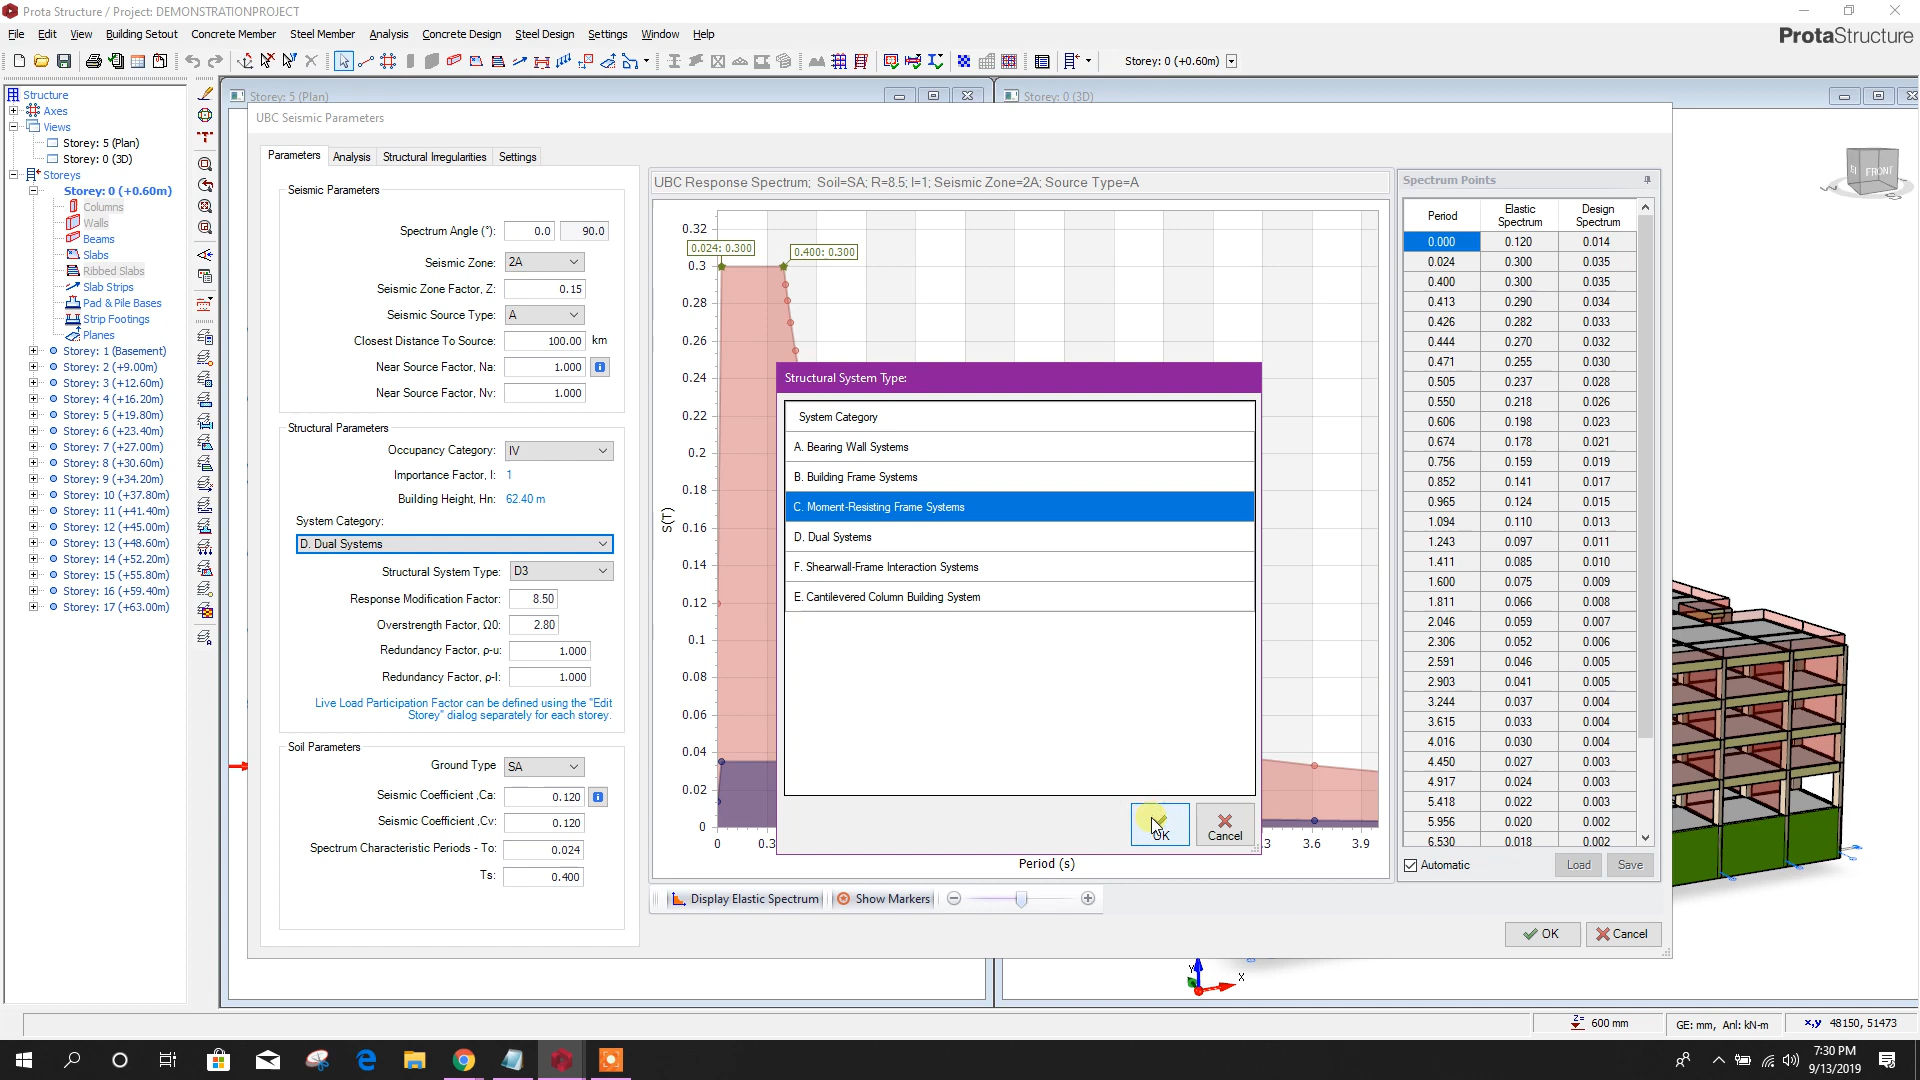 Prota Structure / Project: DEMONSTRATIONPROJECT
File Edit View Building Setout Concrete Member Steel Member Analysis Concrete Design Steel Design Settings Window Help
ProtaStructure
Storey: 0 (+0.60m)
Structure
Axes
Views
Storey: 5 (Plan)
Storey: 0 (3D)
Storeys
Storey: 0 (+0.60m)
Columns
Walls
Beams
Slabs
Ribbed Slabs
Slab Strips
Pad & Pile Bases
Strip Footings
Planes
Storey: 1 (Basement)
Storey: 2 (+9.00m)
Storey: 3 (+12.60m)
Storey: 4 (+16.20m)
Storey: 5 (+19.80m)
Storey: 6 (+23.40m)
Storey: 7 (+27.00m)
Storey: 8 (+30.60m)
Storey: 9 (+34.20m)
Storey: 10 (+37.80m)
Storey: 11 (+41.40m)
Storey: 12 (+45.00m)
Storey: 13 (+48.60m)
Storey: 14 (+52.20m)
Storey: 15 (+55.80m)
Storey: 16 (+59.40m)
Storey: 17 (+63.00m)
Storey: 5 (Plan)
Storey: 0 (3D)
UBC Seismic Parameters
Parameters Analysis Structural Irregularities Settings
Seismic Parameters
Spectrum Angle (°): 0.0 90.0
Seismic Zone: 2A
Seismic Zone Factor, Z: 0.15
Seismic Source Type: A
Closest Distance To Source: 100.00 km
Near Source Factor, Na: 1.000
Near Source Factor, Nv: 1.000
Structural Parameters
Occupancy Category: IV
Importance Factor, I: 1
Building Height, Hn: 62.40 m
System Category:
D. Dual Systems
Structural System Type: D3
Response Modification Factor: 8.50
Overstrength Factor, Ω0: 2.80
Redundancy Factor, ρ-u: 1.000
Redundancy Factor, ρ-l: 1.000
Live Load Participation Factor can be defined using the "Edit
Storey" dialog separately for each storey.
Soil Parameters
Ground Type SA
Seismic Coefficient ,Ca: 0.120
Seismic Coefficient ,Cv: 0.120
Spectrum Characteristic Periods - To: 0.024
Ts: 0.400
UBC Response Spectrum; Soil=SA; R=8.5; I=1; Seismic Zone=2A; Source Type=A
0.32
0.3
0.28
0.26
0.24
0.22
0.2
0.18
0.16
0.14
0.12
0.1
0.08
0.06
0.04
0.02
0
S(T)
0.024: 0.300
0.400: 0.300
0 0.3 3.3 3.6 3.9
Period (s)
Structural System Type:
System Category
A. Bearing Wall Systems
B. Building Frame Systems
C. Moment-Resisting Frame Systems
D. Dual Systems
F. Shearwall-Frame Interaction Systems
E. Cantilevered Column Building System
OK
Cancel
Display Elastic Spectrum Show Markers
Spectrum Points
Period Elastic Spectrum Design Spectrum
0.000 0.120 0.014
0.024 0.300 0.035
0.400 0.300 0.035
0.413 0.290 0.034
0.426 0.282 0.033
0.444 0.270 0.032
0.471 0.255 0.030
0.505 0.237 0.028
0.550 0.218 0.026
0.606 0.198 0.023
0.674 0.178 0.021
0.756 0.159 0.019
0.852 0.141 0.017
0.965 0.124 0.015
1.094 0.110 0.013
1.243 0.097 0.011
1.411 0.085 0.010
1.600 0.075 0.009
1.811 0.066 0.008
2.046 0.059 0.007
2.306 0.052 0.006
2.591 0.046 0.005
2.903 0.041 0.005
3.244 0.037 0.004
3.615 0.033 0.004
4.016 0.030 0.004
4.450 0.027 0.003
4.917 0.024 0.003
5.418 0.022 0.003
5.956 0.020 0.002
6.530 0.018 0.002
Automatic Load Save
OK Cancel
FRONT
Y
X
Z= 600 mm GE: mm, Anl: kN-m x,y 48150, 51473
7:30 PM
9/13/2019